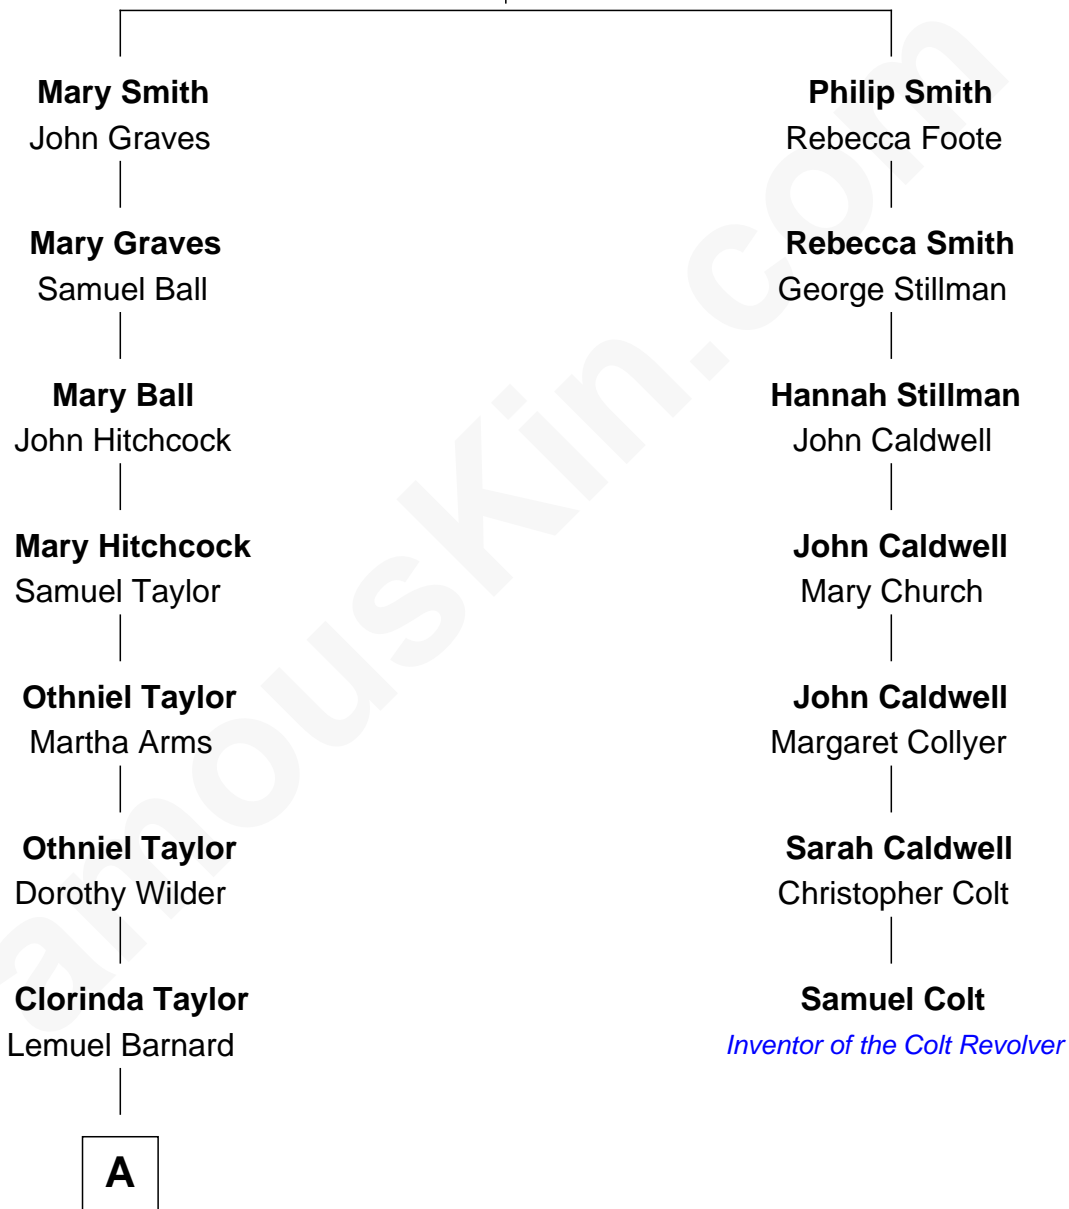 Mary Smith
John Graves
Mary Graves
Samuel Ball
Mary Ball
John Hitchcock
Mary Hitchcock
Samuel Taylor
Othniel Taylor
Martha Arms
Othniel Taylor
Dorothy Wilder
Clorinda Taylor
Lemuel Barnard
A
Philip Smith
Rebecca Foote
Rebecca Smith
George Stillman
Hannah Stillman
John Caldwell
John Caldwell
Mary Church
John Caldwell
Margaret Collyer
Sarah Caldwell
Christopher Colt
Samuel Colt
Inventor of the Colt Revolver
amousKin.com